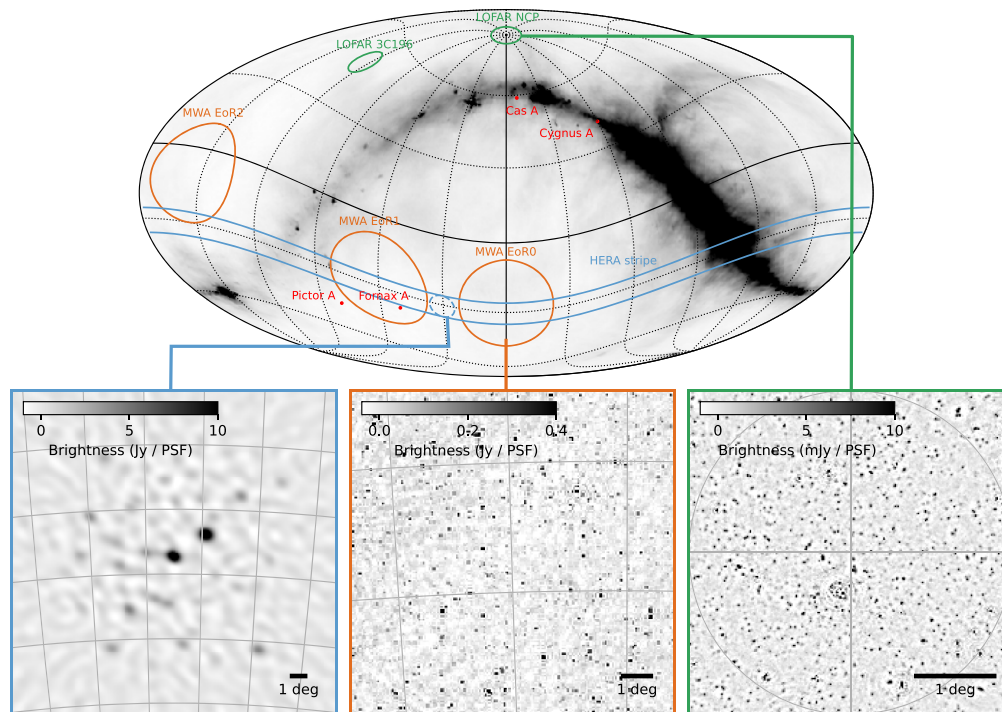 LOFAR NCP
LOFAR 3C196
Cas A
MWA EoR2
Cygnus A
MWA EoR1
MWA EoR0
HERA stripe
Pictor A
Fornax A
0 5 10
Brightness (Jy / PSF)
1 deg
0.0 0.2 0.4
Brightness (Jy / PSF)
1 deg
0 5 10
Brightness (mJy / PSF)
1 deg